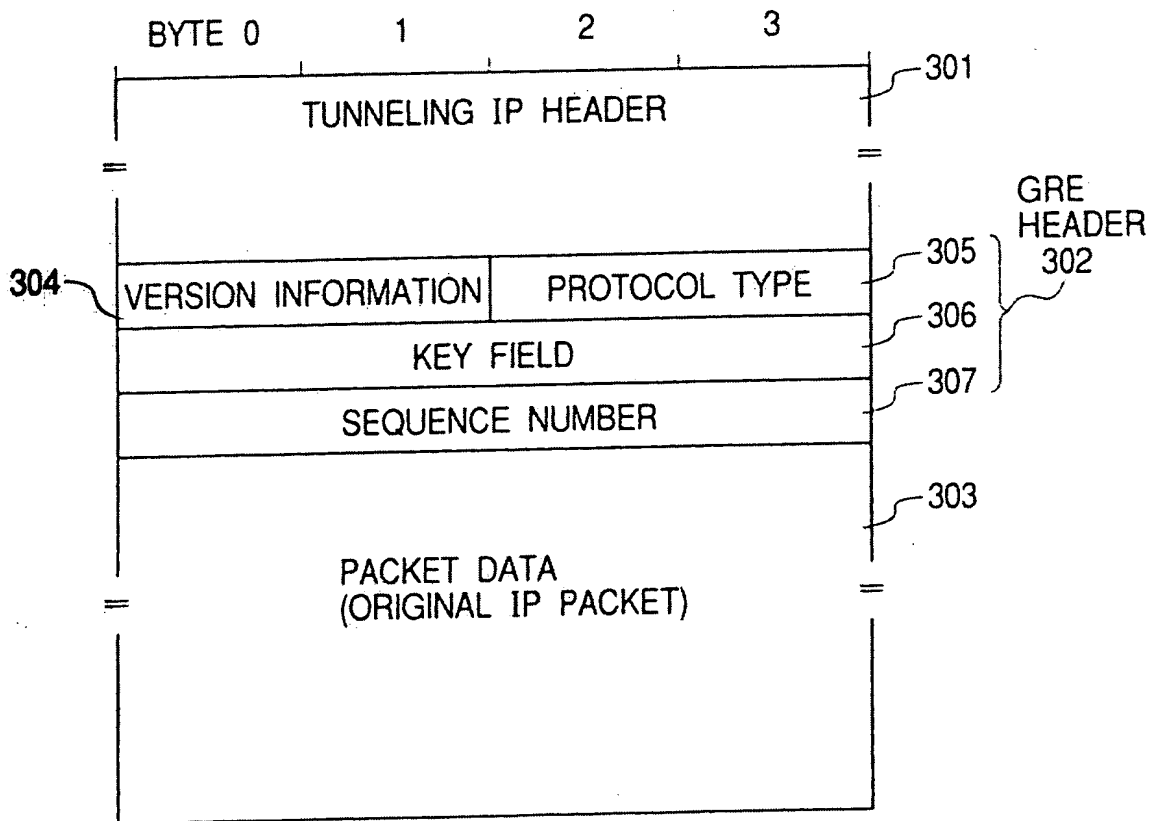 BYTE 0 1 2 3
301
TUNNELING IP HEADER
GRE
HEADER
302
304
VERSION INFORMATION
PROTOCOL TYPE
305
KEY FIELD
306
SEQUENCE NUMBER
307
303
PACKET DATA
(ORIGINAL IP PACKET)